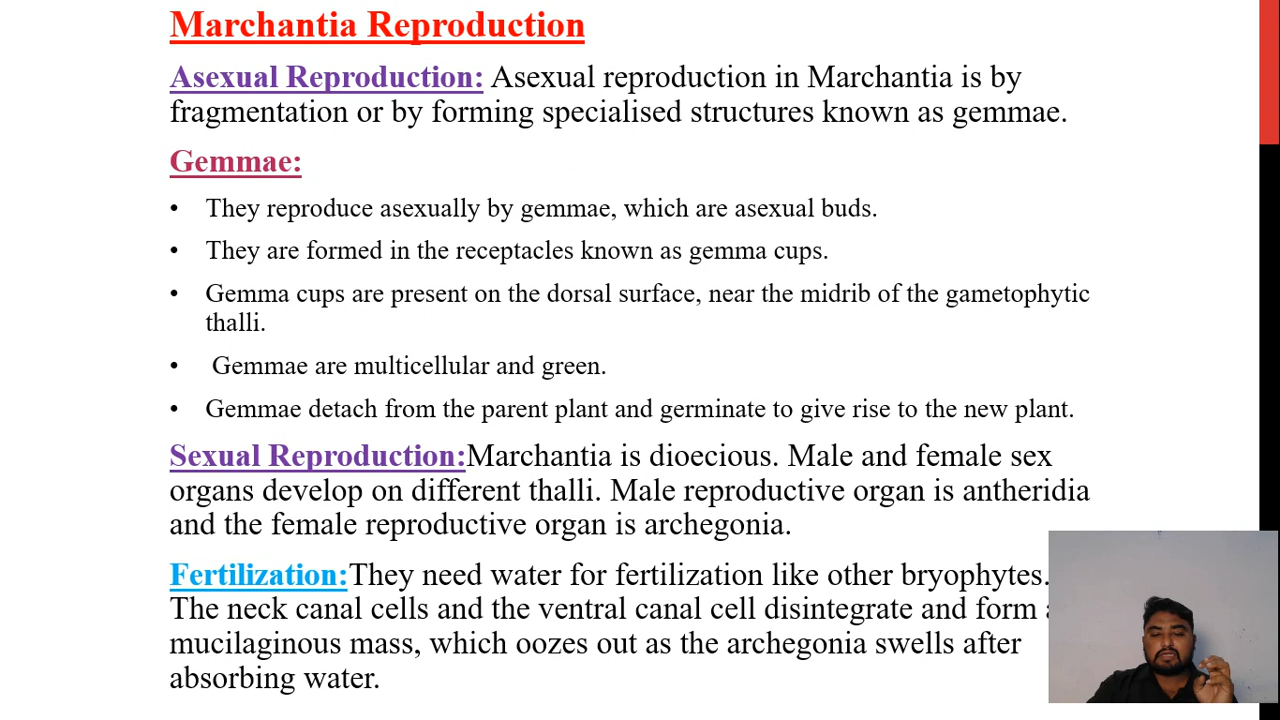 Marchantia Reproduction
Asexual Reproduction: Asexual reproduction in Marchantia is by
fragmentation or by forming specialised structures known as gemmae.
Gemmae:
• They reproduce asexually by gemmae, which are asexual buds.
• They are formed in the receptacles known as gemma cups.
• Gemma cups are present on the dorsal surface, near the midrib of the gametophytic
thalli.
• Gemmae are multicellular and green.
• Gemmae detach from the parent plant and germinate to give rise to the new plant.
Sexual Reproduction:Marchantia is dioecious. Male and female sex
organs develop on different thalli. Male reproductive organ is antheridia
and the female reproductive organ is archegonia.
Fertilization:They need water for fertilization like other bryophytes.
The neck canal cells and the ventral canal cell disintegrate and form
mucilaginous mass, which oozes out as the archegonia swells after
absorbing water.